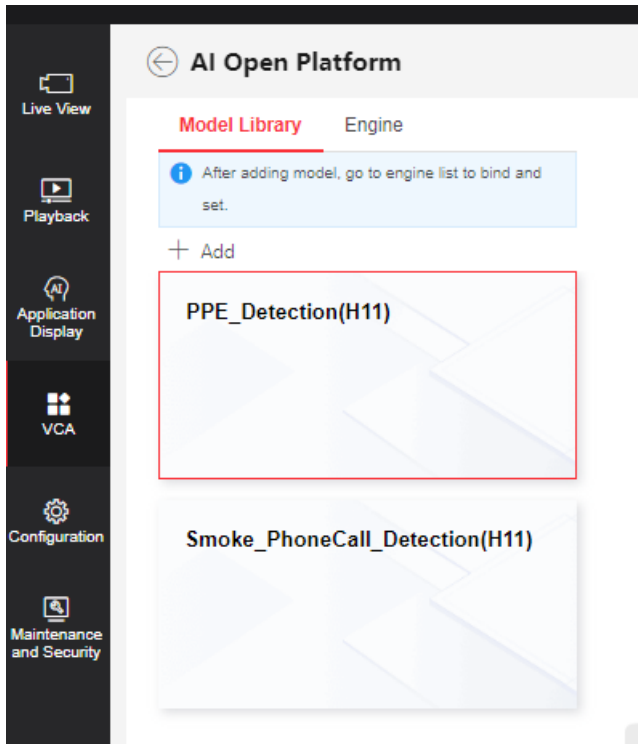 AI Open Platform
Live View
Model Library Engine
After adding model, go to engine list to bind and
set.
Playback
Add
AI
Application
Display
PPE_Detection(H11)
VCA
Configuration
Smoke_PhoneCall_Detection(H11)
Maintenance
and Security